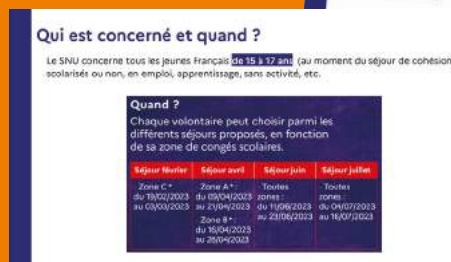 Qui est concerné et quand ?
Le SNU concerne tous les jeunes Français de 15 à 17 ans (au moment du séjour de cohésion
scolarisés ou non, en emploi, apprentissage, sans activité, etc.
Quand ?
Chaque volontaire peut choisir parmi les
différents séjours proposés, en fonction
de sa zone de congés scolaires.
Séjour février Séjour avril Séjour juin Séjour juillet
- Zone C *
du 19/02/2023
au 03/03/2023
- Zone A * :
du 09/04/2023
au 21/04/2023
- Zone B * :
du 16/04/2023
au 28/04/2023
- Toutes
zones :
du 11/06/2023
au 23/06/2023
- Toutes
zones :
du 04/07/2023
au 16/07/2023